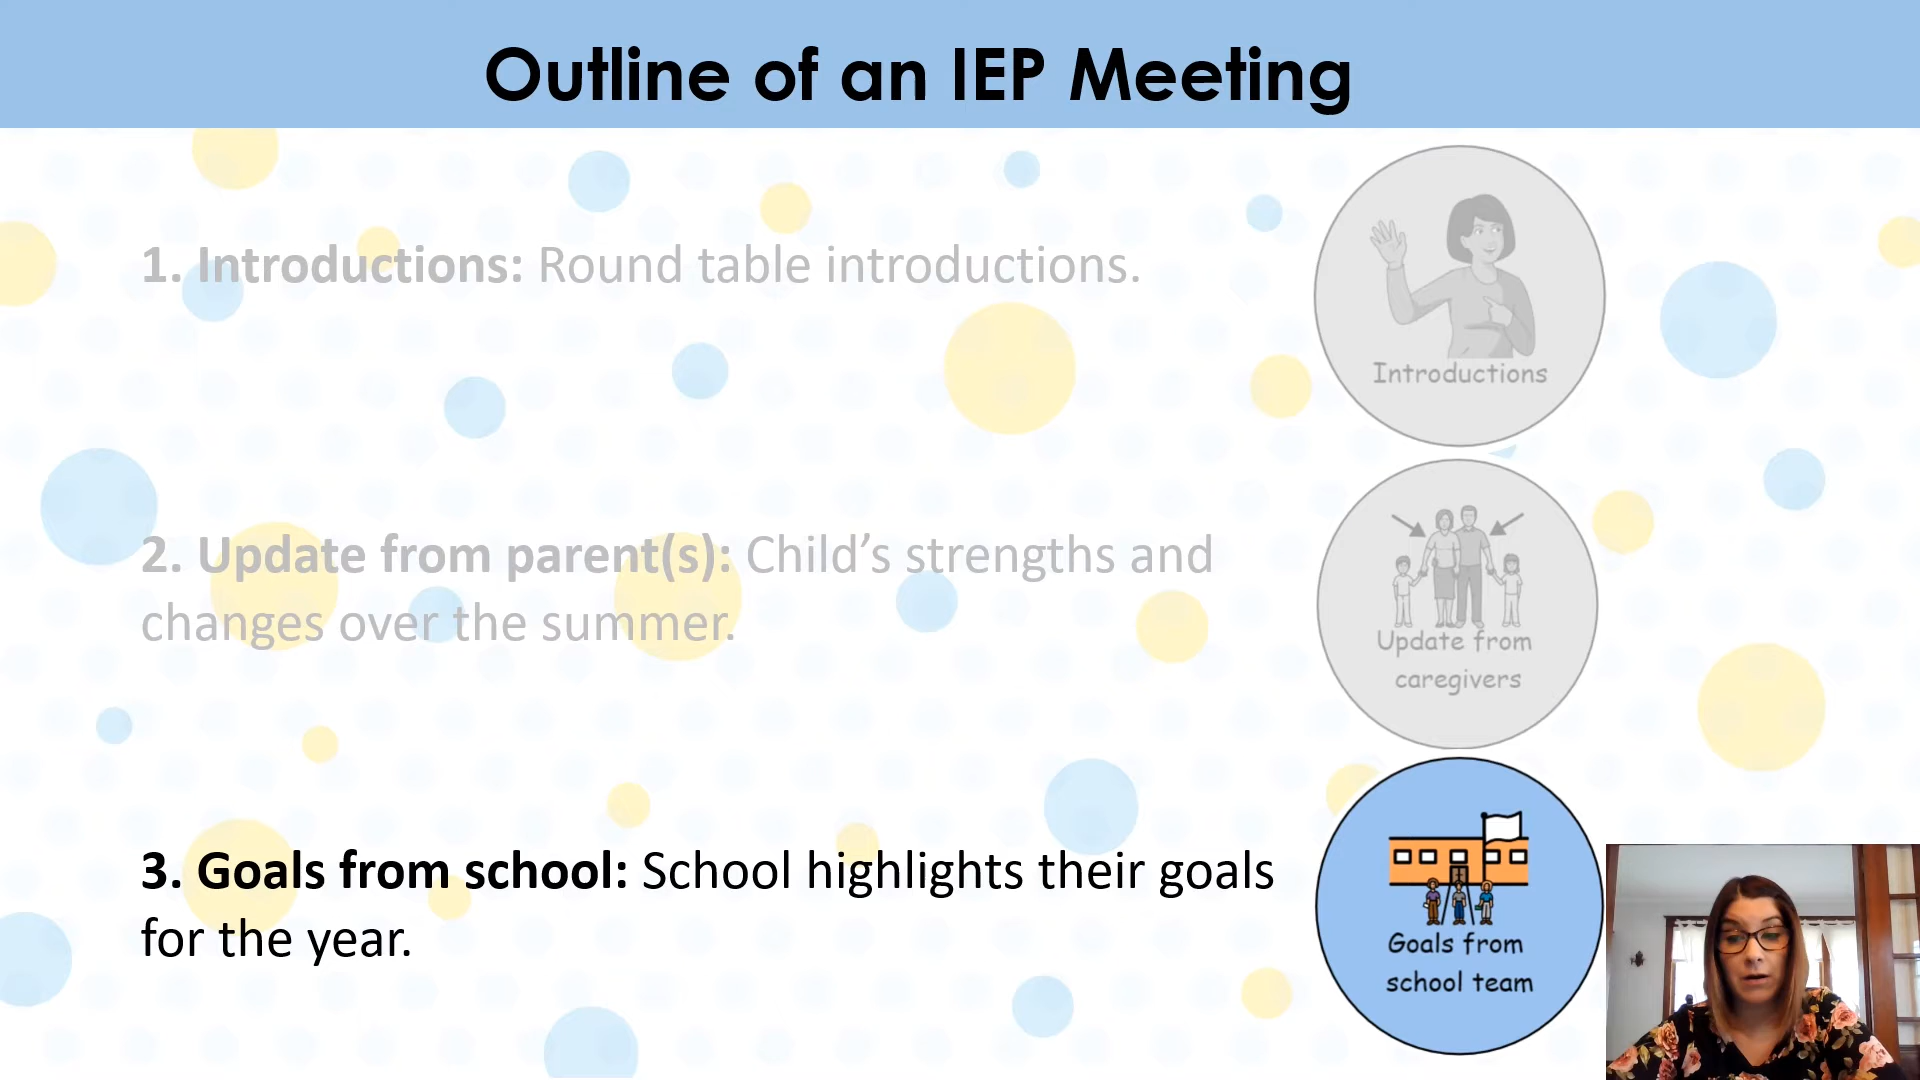 Outline of an IEP Meeting
1. Introductions: Round table introductions.
Introductions
2. Update from parent(s): Child’s strengths and
changes over the summer.
Update from
caregivers
3. Goals from school: School highlights their goals
for the year.
Goals from
school team